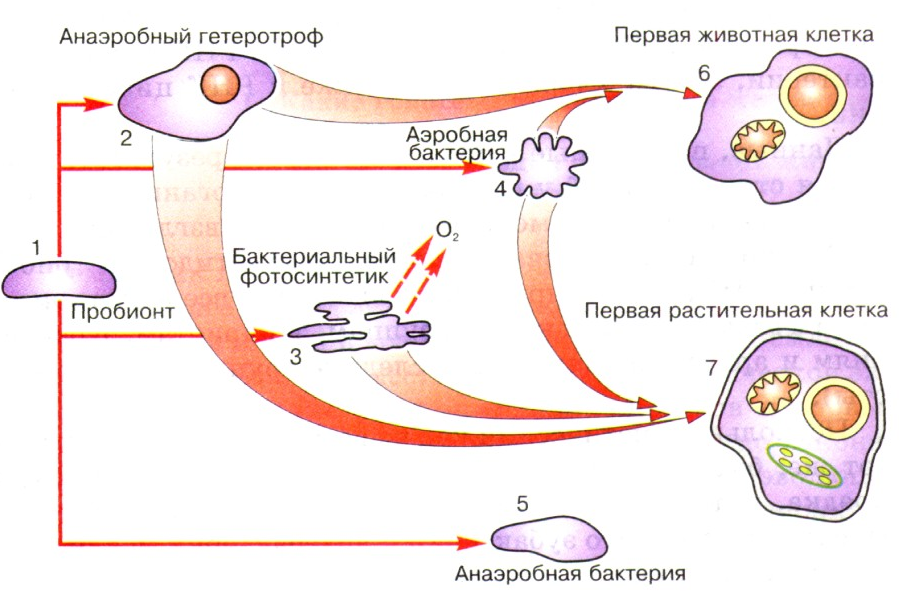 Анаэробный гетеротроф
Первая животная клетка
6
2
Аэробная
бактерия
4
1
O₂
Бактериальный
фотосинтетик
Пробионт
3
Первая растительная клетка
7
5
Анаэробная бактерия